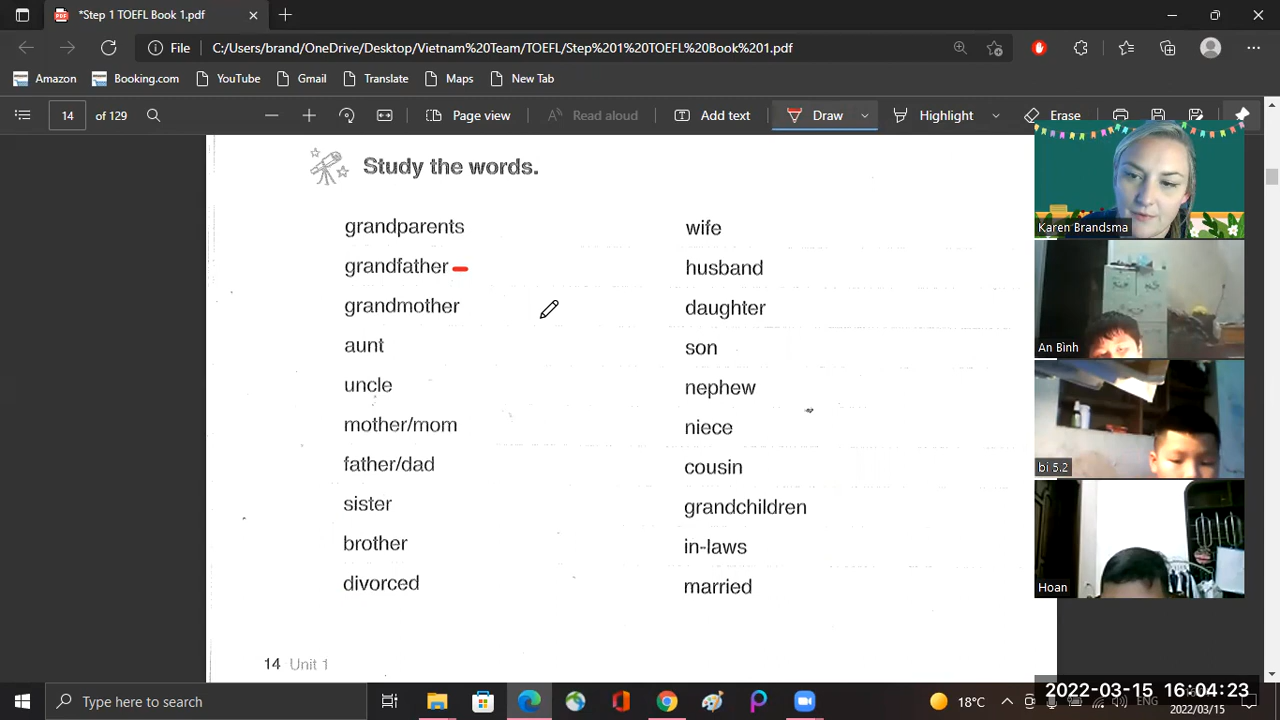 *Step 1 TOEFL Book 1.pdf
File
C:/Users/brand/OneDrive/Desktop/Vietnam%20Team/TOEFL/Step%201%20TOEFL%20Book%201.pdf
Amazon
Booking.com
YouTube
Gmail
Translate
Maps
New Tab
14 of 129
Page view
Read aloud
Add text
Draw
Highlight
Erase
Study the words.
grandparents
grandfather
grandmother
aunt
uncle
mother/mom
father/dad
sister
brother
divorced
wife
husband
daughter
son
nephew
niece
cousin
grandchildren
in-laws
married
14 Unit 1
Karen Brandsma
An Bình
bi 5.2
Hoan
Type here to search
18°C
ENG
2022-03-15 16:04:23
2022/03/15